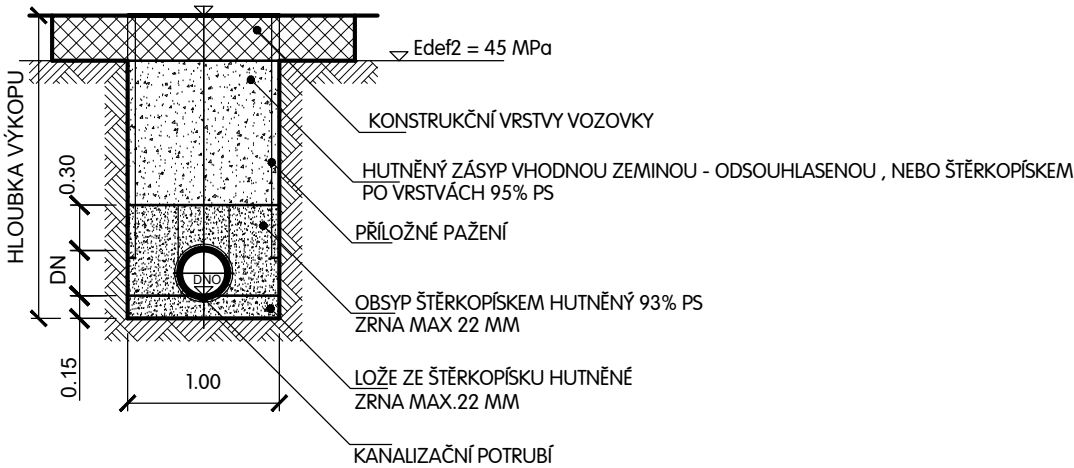 Edef2 = 45 MPa
KONSTRUKČNÍ VRSTVY VOZOVKY
HUTNĚNÝ ZÁSYP VHODNOU ZEMINOU - ODSOUHLASENOU , NEBO ŠTĚRKOPÍSKEM
PO VRSTVÁCH 95% PS
PŘÍLOŽNÉ PAŽENÍ
OBSYP ŠTĚRKOPÍSKEM HUTNĚNÝ 93% PS
ZRNA MAX 22 MM
LOŽE ZE ŠTĚRKOPÍSKU HUTNĚNÉ
ZRNA MAX.22 MM
KANALIZAČNÍ POTRUBÍ
HLOUBKA VÝKOPU
0.30
DN
0.15
DNO
1.00